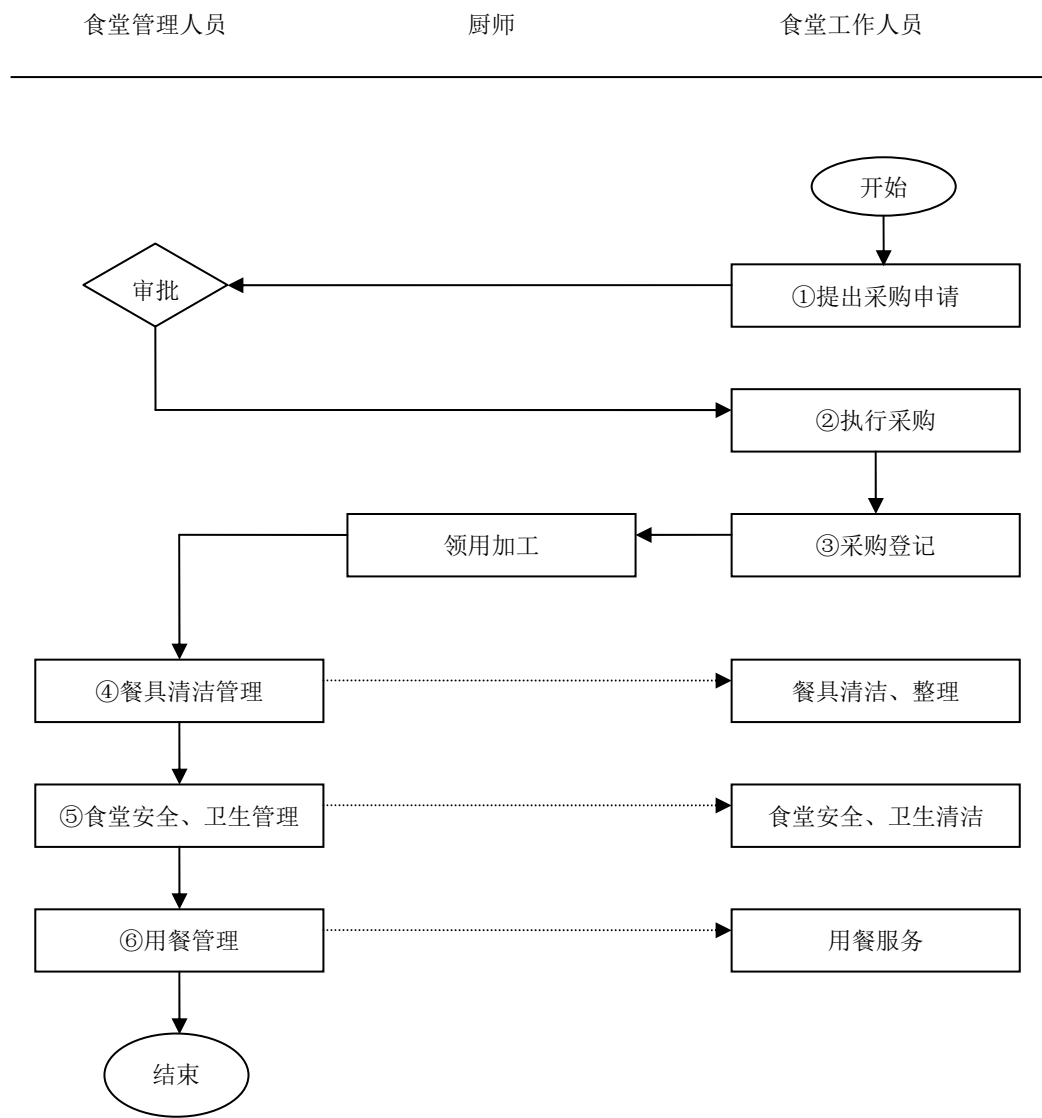 食堂管理人员 厨师 食堂工作人员
开始
审批 ①提出采购申请
②执行采购
领用加工 ③采购登记
④餐具清洁管理 餐具清洁、整理
⑤食堂安全、卫生管理 食堂安全、卫生清洁
⑥用餐管理 用餐服务
结束